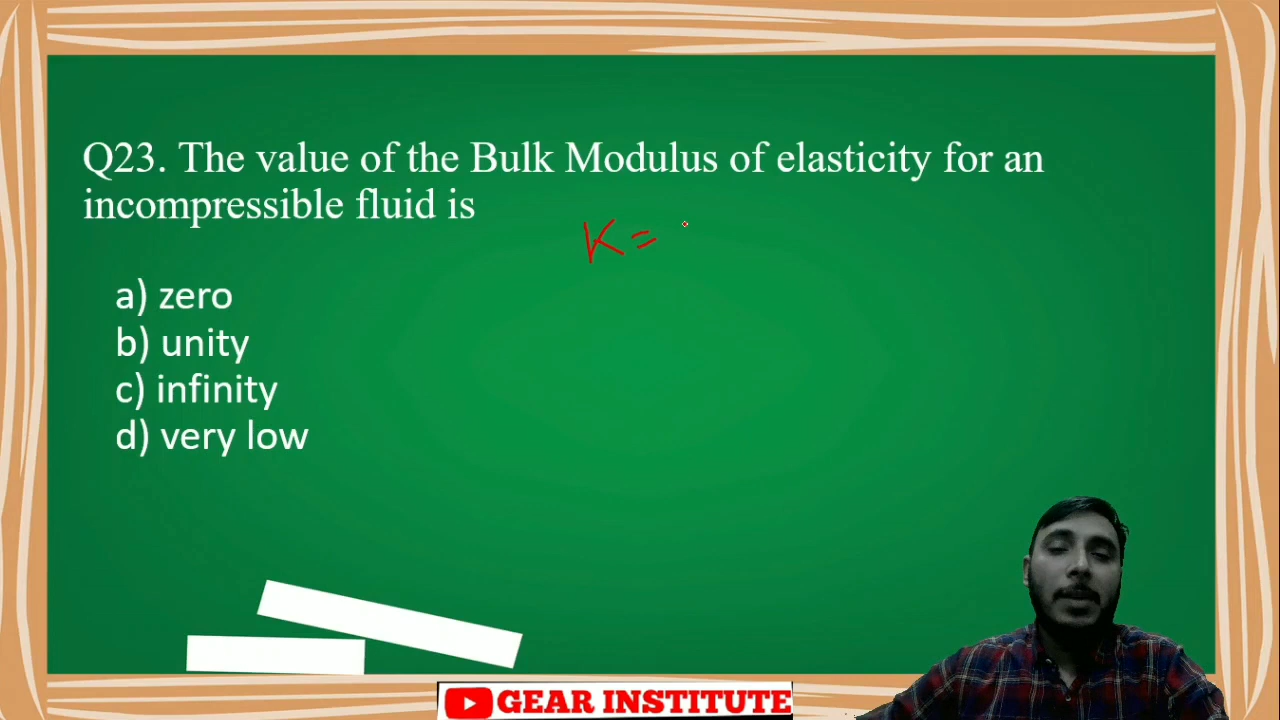 Q23. The value of the Bulk Modulus of elasticity for an
incompressible fluid is
K =
a) zero
b) unity
c) infinity
d) very low
GEAR INSTITUTE